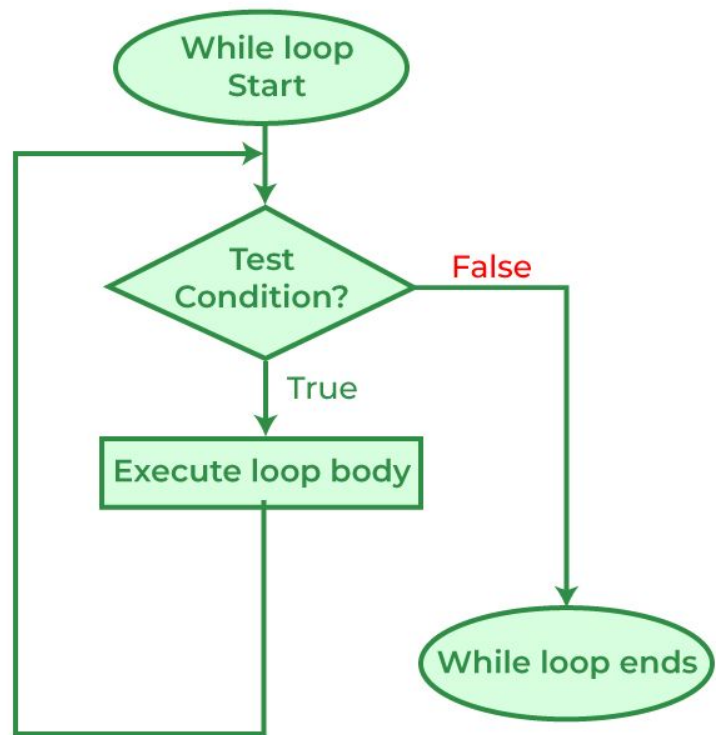 While loop
Start
Test
Condition?
False
True
Execute loop body
While loop ends